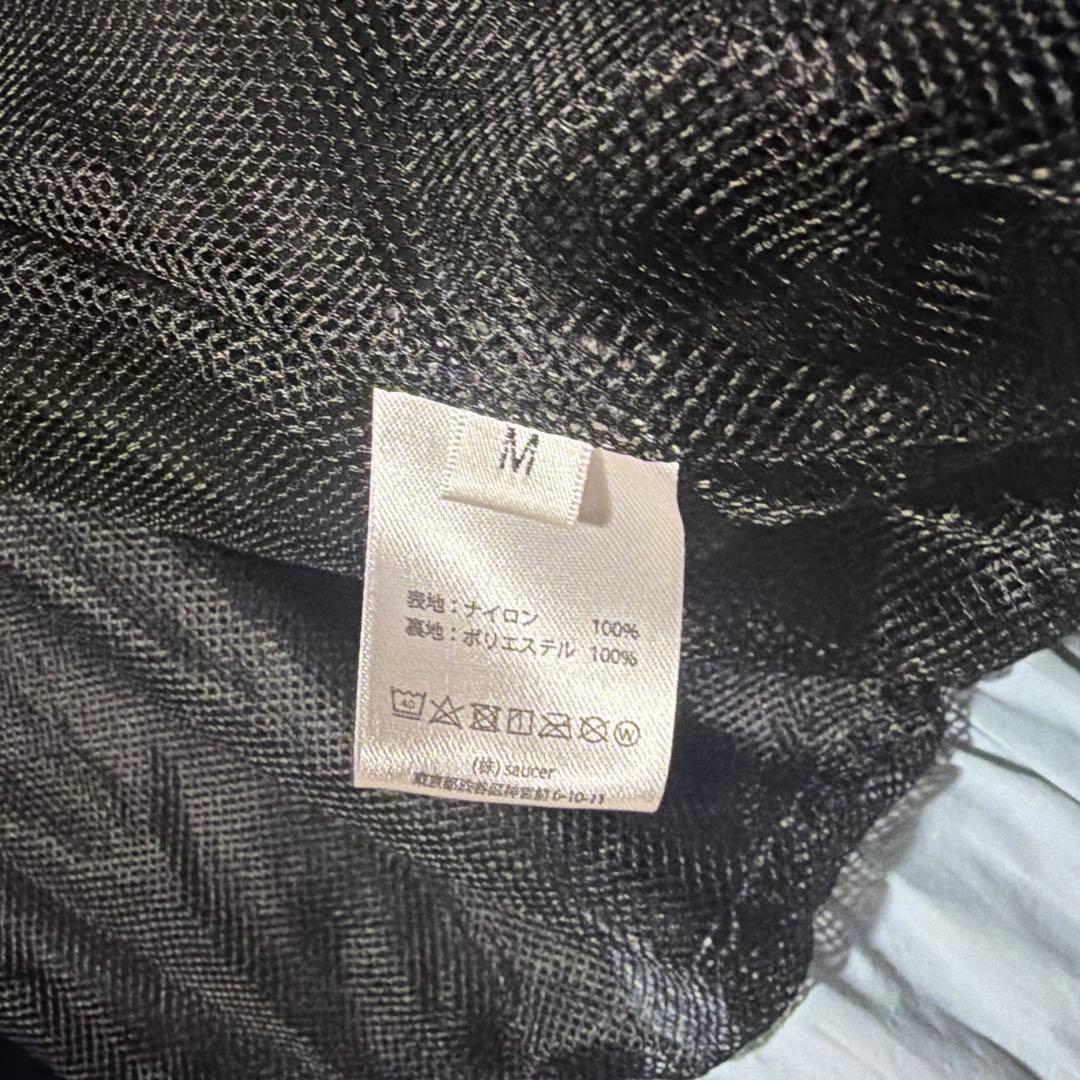 M
表地：ナイロン 100%
裏地：ポリエステル 100%
40
W
(株) saucer
東京都渋谷区神宮前 6-10-11